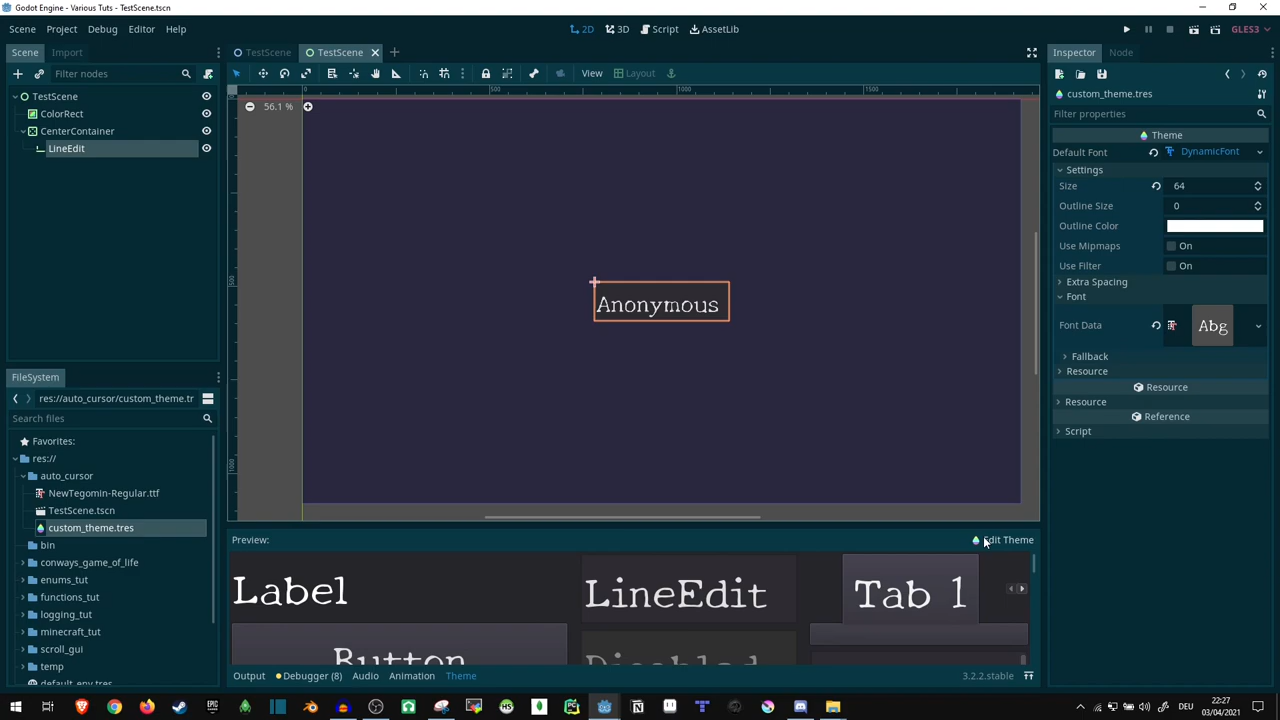 Godot Engine - Various Tuts - TestScene.tscn
Scene Project Debug Editor Help
2D 3D Script AssetLib
GLES3
Scene Import
TestScene TestScene
Inspector Node
Filter nodes
View Layout
TestScene
ColorRect
CenterContainer
LineEdit
56.1 %
500
1000
1500
500
1000
Anonymous
custom_theme.tres
Filter properties
Theme
Default Font DynamicFont
Settings
Size 64
Outline Size 0
Outline Color
Use Mipmaps On
Use Filter On
Extra Spacing
Font
Font Data Abg
Fallback
Resource
Resource
Resource
Reference
Script
FileSystem
res://auto_cursor/custom_theme.tr
Search files
Favorites:
res://
auto_cursor
NewTegomin-Regular.ttf
TestScene.tscn
custom_theme.tres
bin
conways_game_of_life
enums_tut
functions_tut
logging_tut
minecraft_tut
scroll_gui
temp
default_env.tres
Preview:
Edit Theme
Label
LineEdit
Tab 1
Button
Disabled
Output Debugger (8) Audio Animation Theme
3.2.2.stable
DEU
22:27
03/04/2021